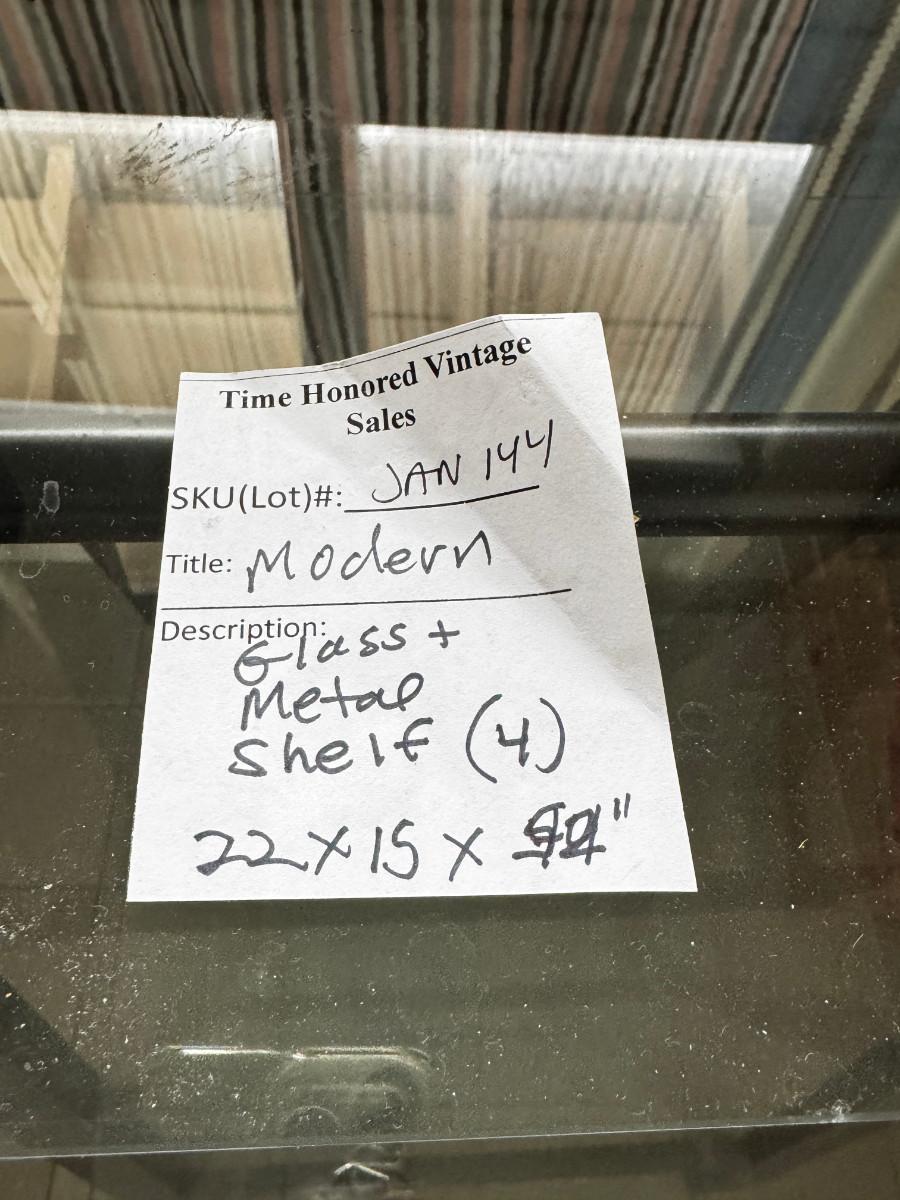 Time Honored Vintage
Sales
SKU(Lot)#: JAN 144
Title: Modern
Description:
Glass +
Metal
Shelf (4)
22 x 15 x